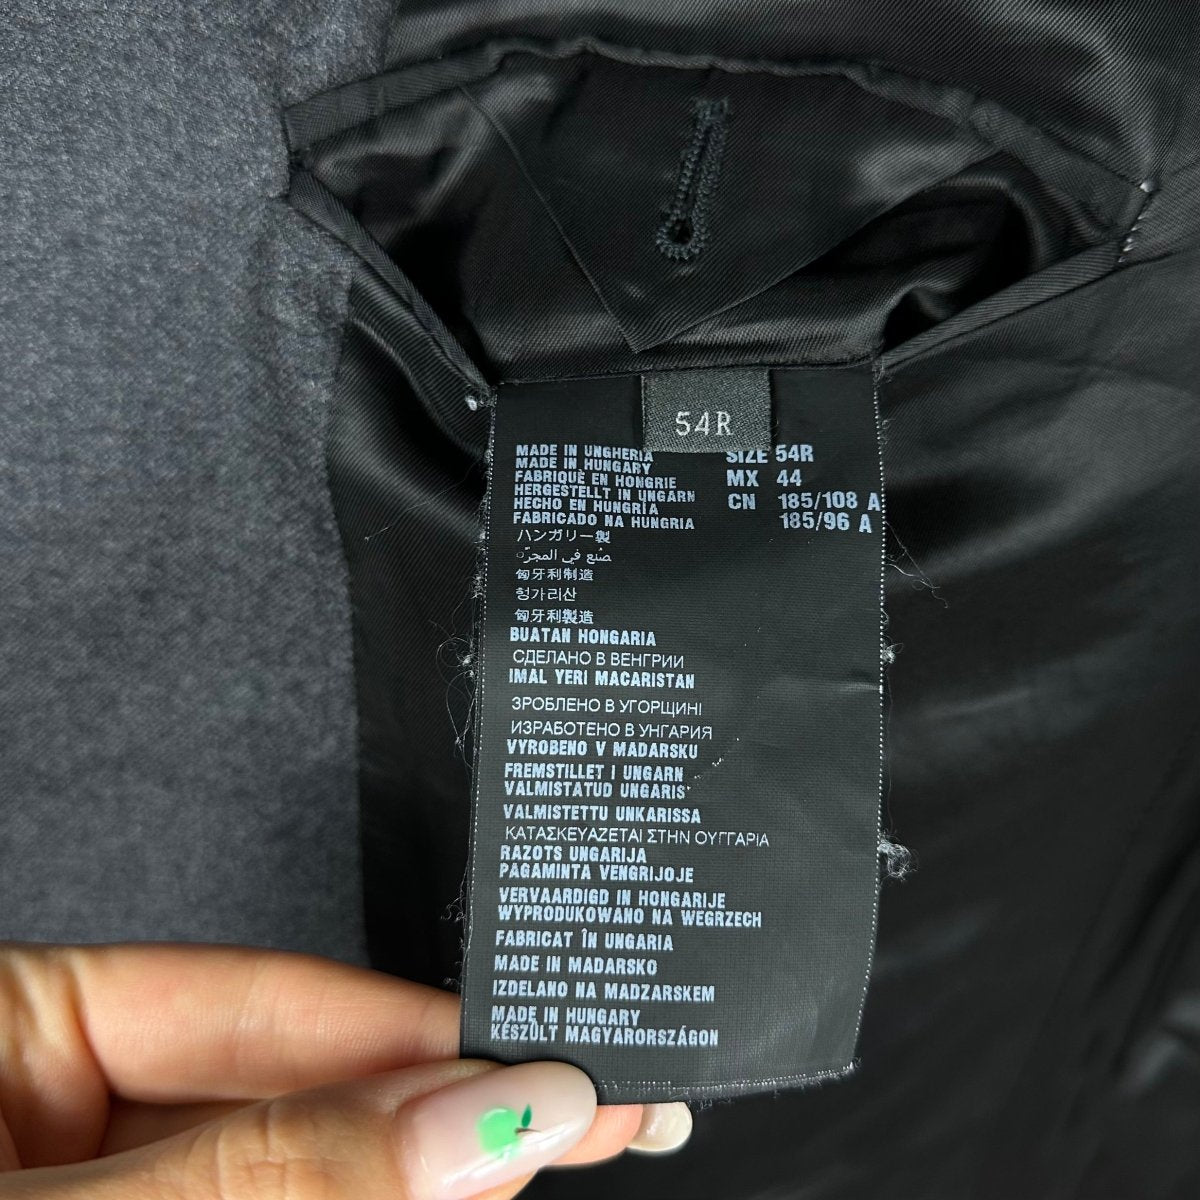 54R
MADE IN UNGHERIA
MADE IN HUNGARY
FABRIQUÈ EN HONGRIE
HERGESTELLT IN UNGARN
HECHO EN HUNGRÌA
FABRICADO NA HUNGRIA
ハンガリー製
صُنع في المجرّه
匈牙利制造
헝가리산
匈牙利製造
BUATAN HONGARIA
СДЕЛАНО В ВЕНГРИИ
IMAL YERI MACARISTAN
ЗРОБЛЕНО В УГОРЩИНІ
ИЗРАБОТЕНО В УНГАРИЯ
VYROBENO V MADARSKU
FREMSTILLET I UNGARN
VALMISTATUD UNGARIS
VALMISTETTU UNKARISSA
ΚΑΤΑΣΚΕΥΑΖΕΤΑΙ ΣΤΗΝ ΟΥΓΓΑΡΙΑ
RAZOTS UNGARIJA
PAGAMINTA VENGRIJOJE
VERVAARDIGD IN HONGARIJE
WYPRODUKOWANO NA WEGRZECH
FABRICAT ÎN UNGARIA
MADE IN MADARSKO
IZDELANO NA MADZARSKEM
MADE IN HUNGARY
KÉSZÜLT MAGYARORSZÁGON
SIZE 54R
MX 44
CN 185/108 A
185/96 A